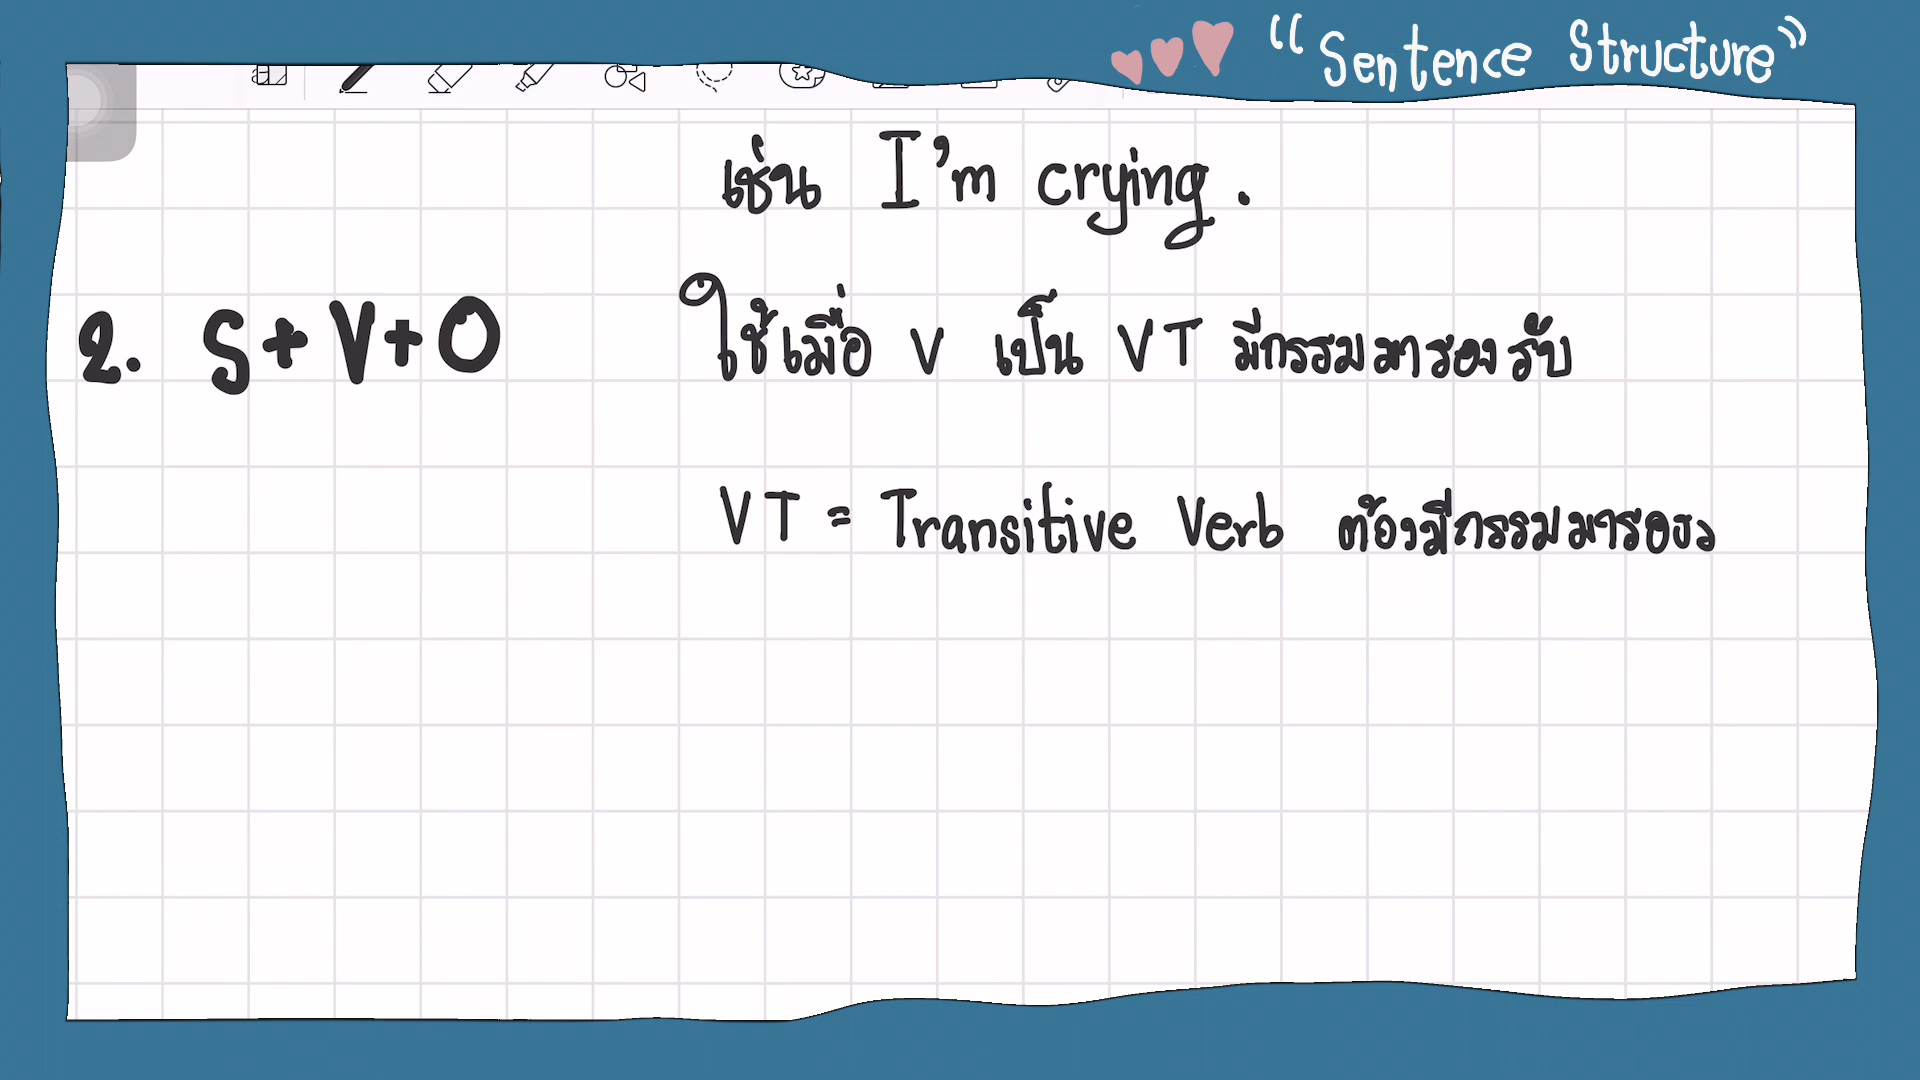 “Sentence Structure”
เช่น I'm crying.
2. S+V+O ใช้เมื่อ V เป็น VT มีกรรมมารองรับ
VT = Transitive Verb ต้องมีกรรมมารอง